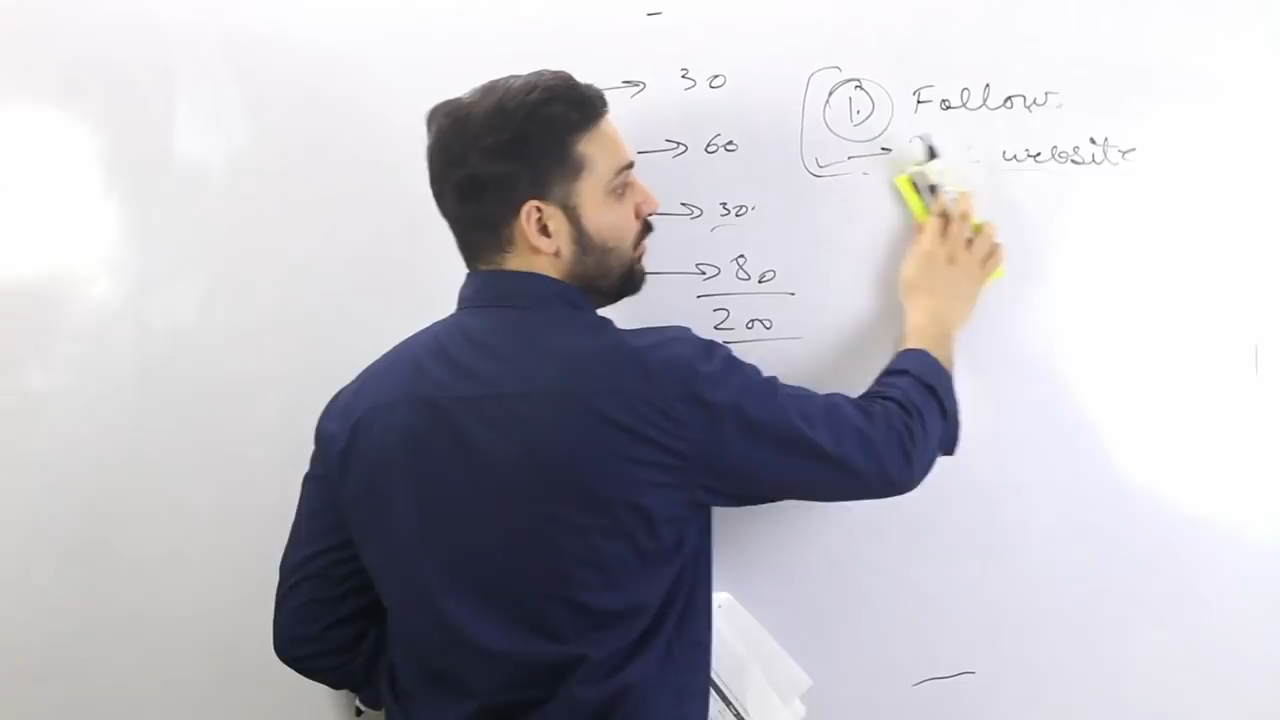 → 30
→ 60
→ 30.
→ 80
200
1. Follow.
✓ → website